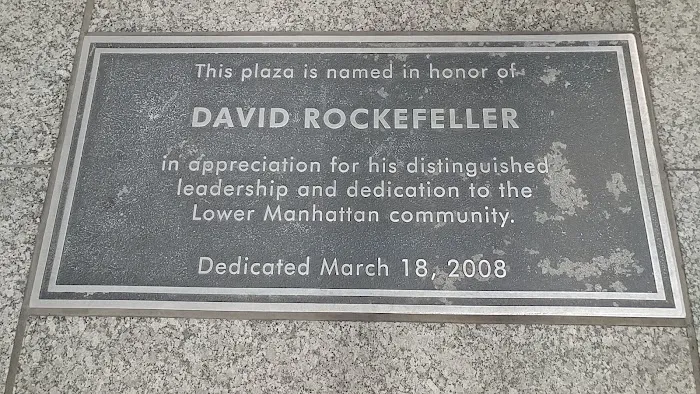 This plaza is named in honor of
DAVID ROCKEFELLER
in appreciation for his distinguished
leadership and dedication to the
Lower Manhattan community.
Dedicated March 18, 2008